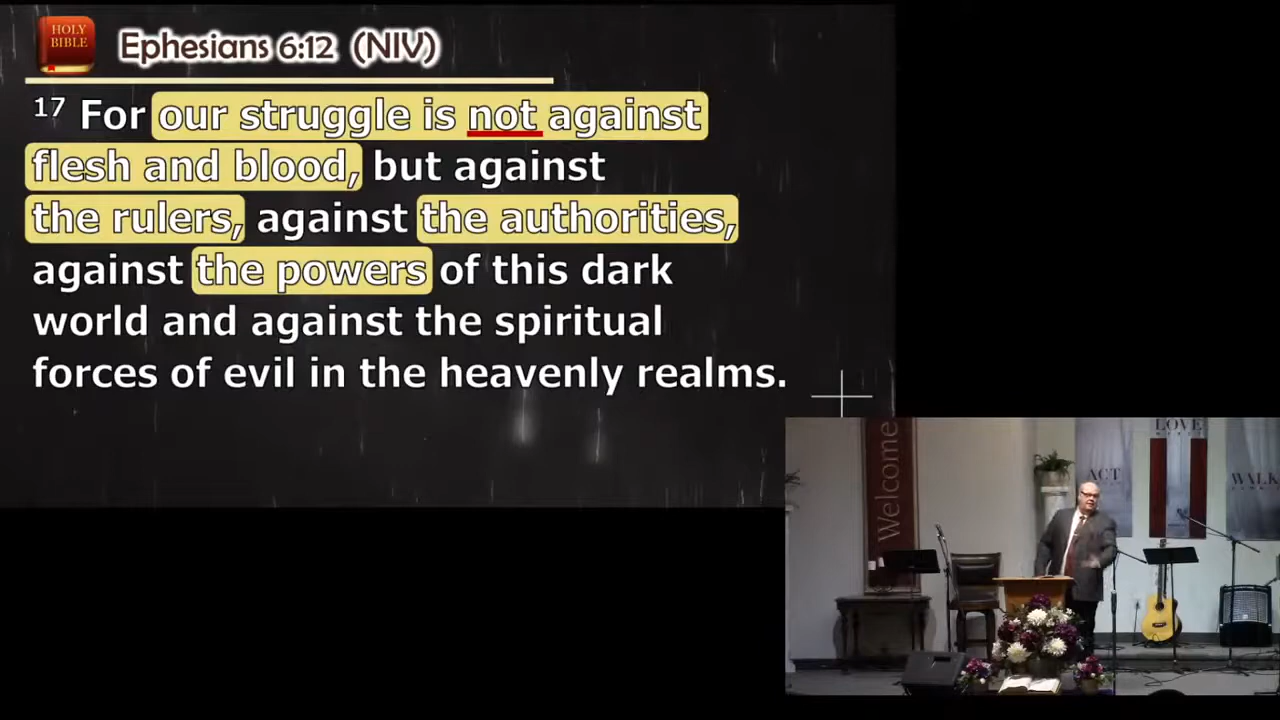 HOLY
BIBLE
Ephesians 6:12 (NIV)
17 For our struggle is not against
flesh and blood, but against
the rulers, against the authorities,
against the powers of this dark
world and against the spiritual
forces of evil in the heavenly realms.
Welcome
ACT
LOVE
WALK